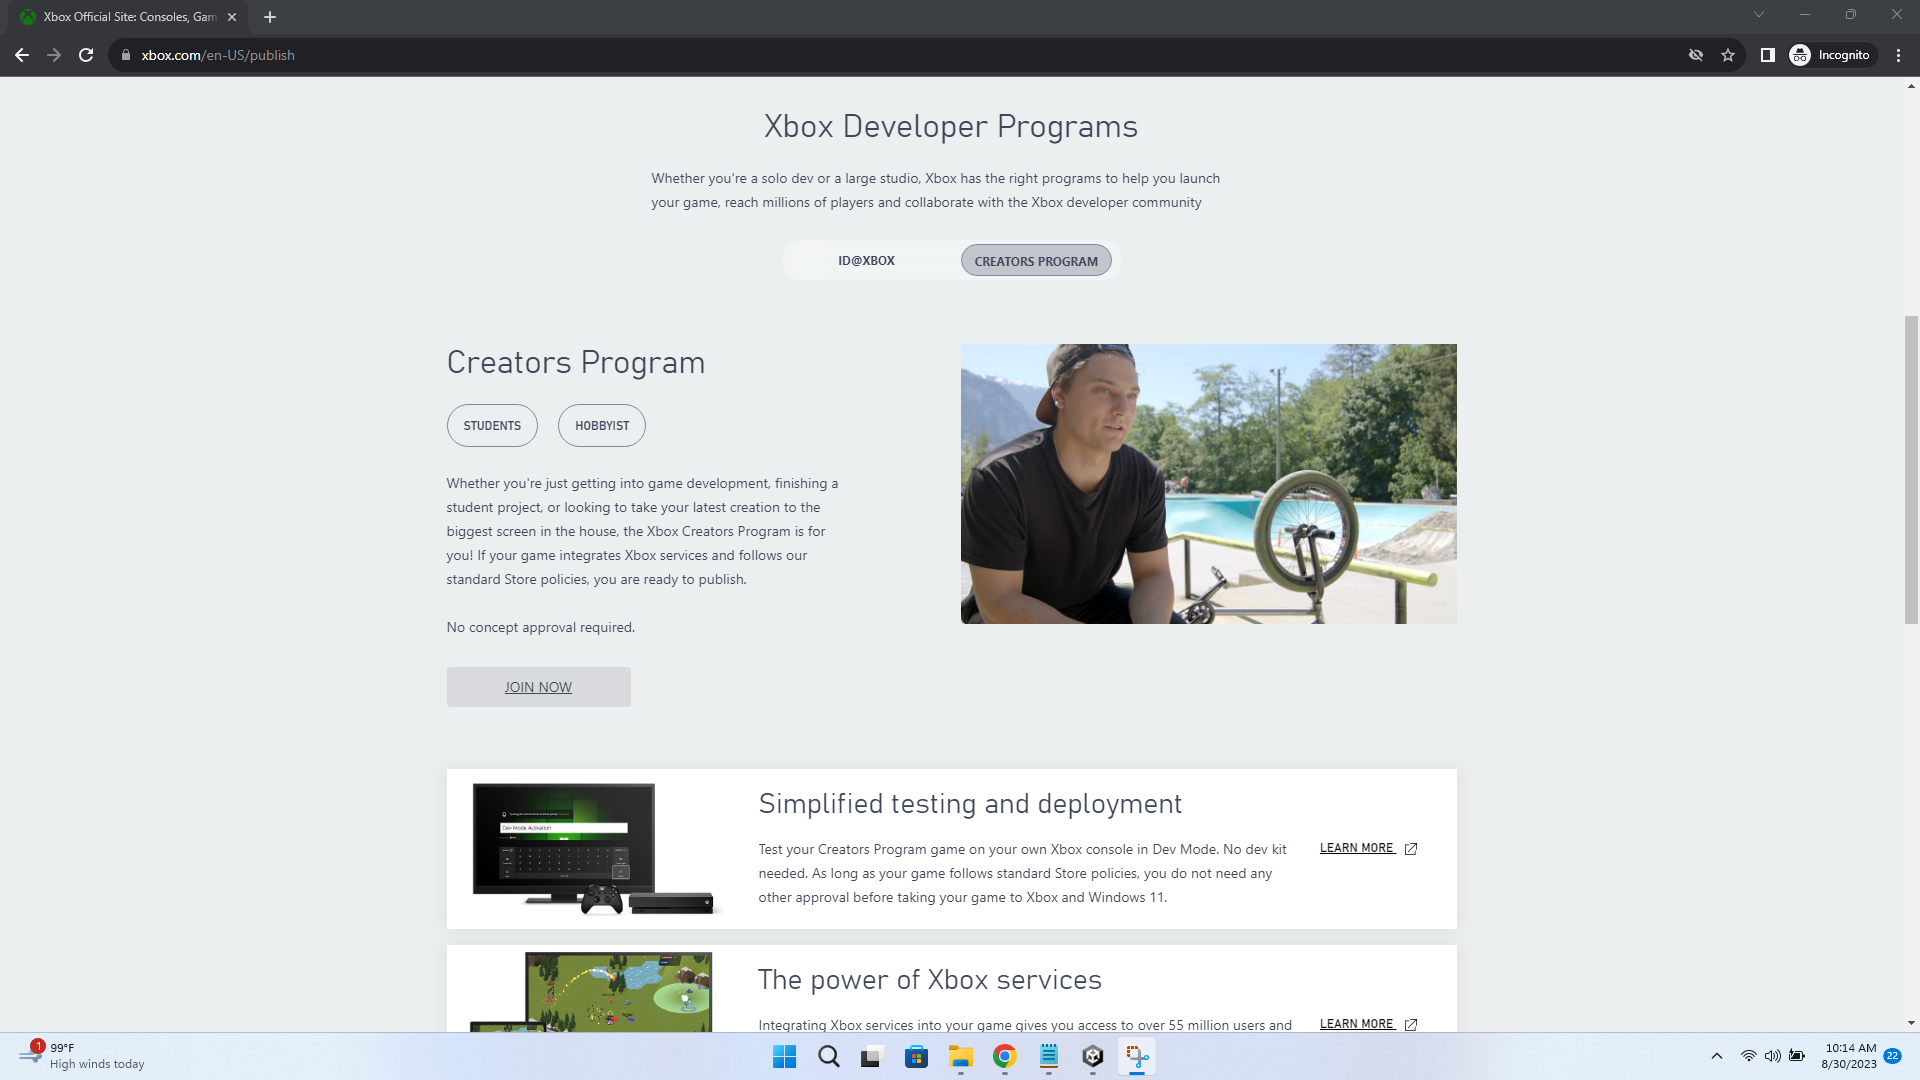 Xbox Official Site: Consoles, Gam
xbox.com/en-US/publish
Incognito
Xbox Developer Programs
Whether you're a solo dev or a large studio, Xbox has the right programs to help you launch
your game, reach millions of players and collaborate with the Xbox developer community
ID@XBOX
CREATORS PROGRAM
Creators Program
STUDENTS
HOBBYIST
Whether you're just getting into game development, finishing a
student project, or looking to take your latest creation to the
biggest screen in the house, the Xbox Creators Program is for
you! If your game integrates Xbox services and follows our
standard Store policies, you are ready to publish.
No concept approval required.
JOIN NOW
Dev Mode Activation
Simplified testing and deployment
Test your Creators Program game on your own Xbox console in Dev Mode. No dev kit
needed. As long as your game follows standard Store policies, you do not need any
other approval before taking your game to Xbox and Windows 11.
LEARN MORE
The power of Xbox services
Integrating Xbox services into your game gives you access to over 55 million users and
LEARN MORE
1
99°F
High winds today
10:14 AM
8/30/2023
22